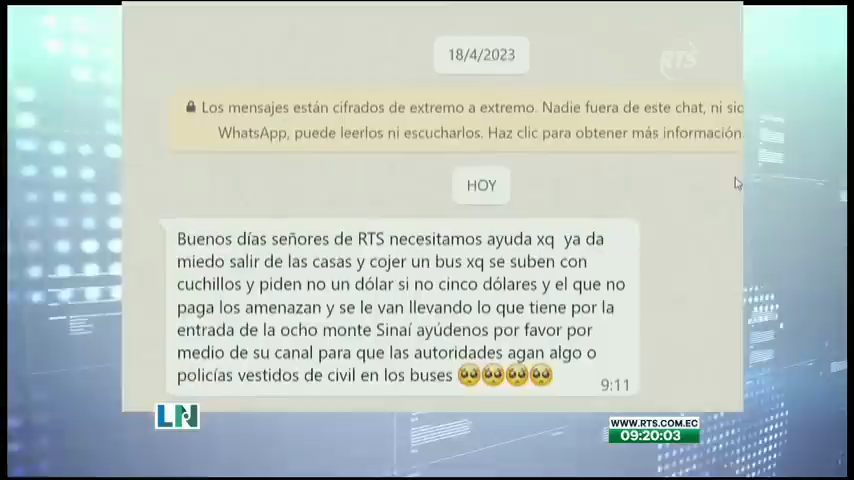 18/4/2023
RTS
Los mensajes están cifrados de extremo a extremo. Nadie fuera de este chat, ni
WhatsApp, puede leerlos ni escucharlos. Haz clic para obtener más información.
HOY
Buenos días señores de RTS necesitamos ayuda xq ya da
miedo salir de las casas y cojer un bus xq se suben con
cuchillos y piden no un dólar si no cinco dólares y el que no
paga los amenazan y se le van llevando lo que tiene por la
entrada de la ocho monte Sinaí ayúdenos por favor por
medio de su canal para que las autoridades agan algo o
policías vestidos de civil en los buses 🥺🥺🥺🥺
9:11
LN
WWW.RTS.COM.EC
09:20:03